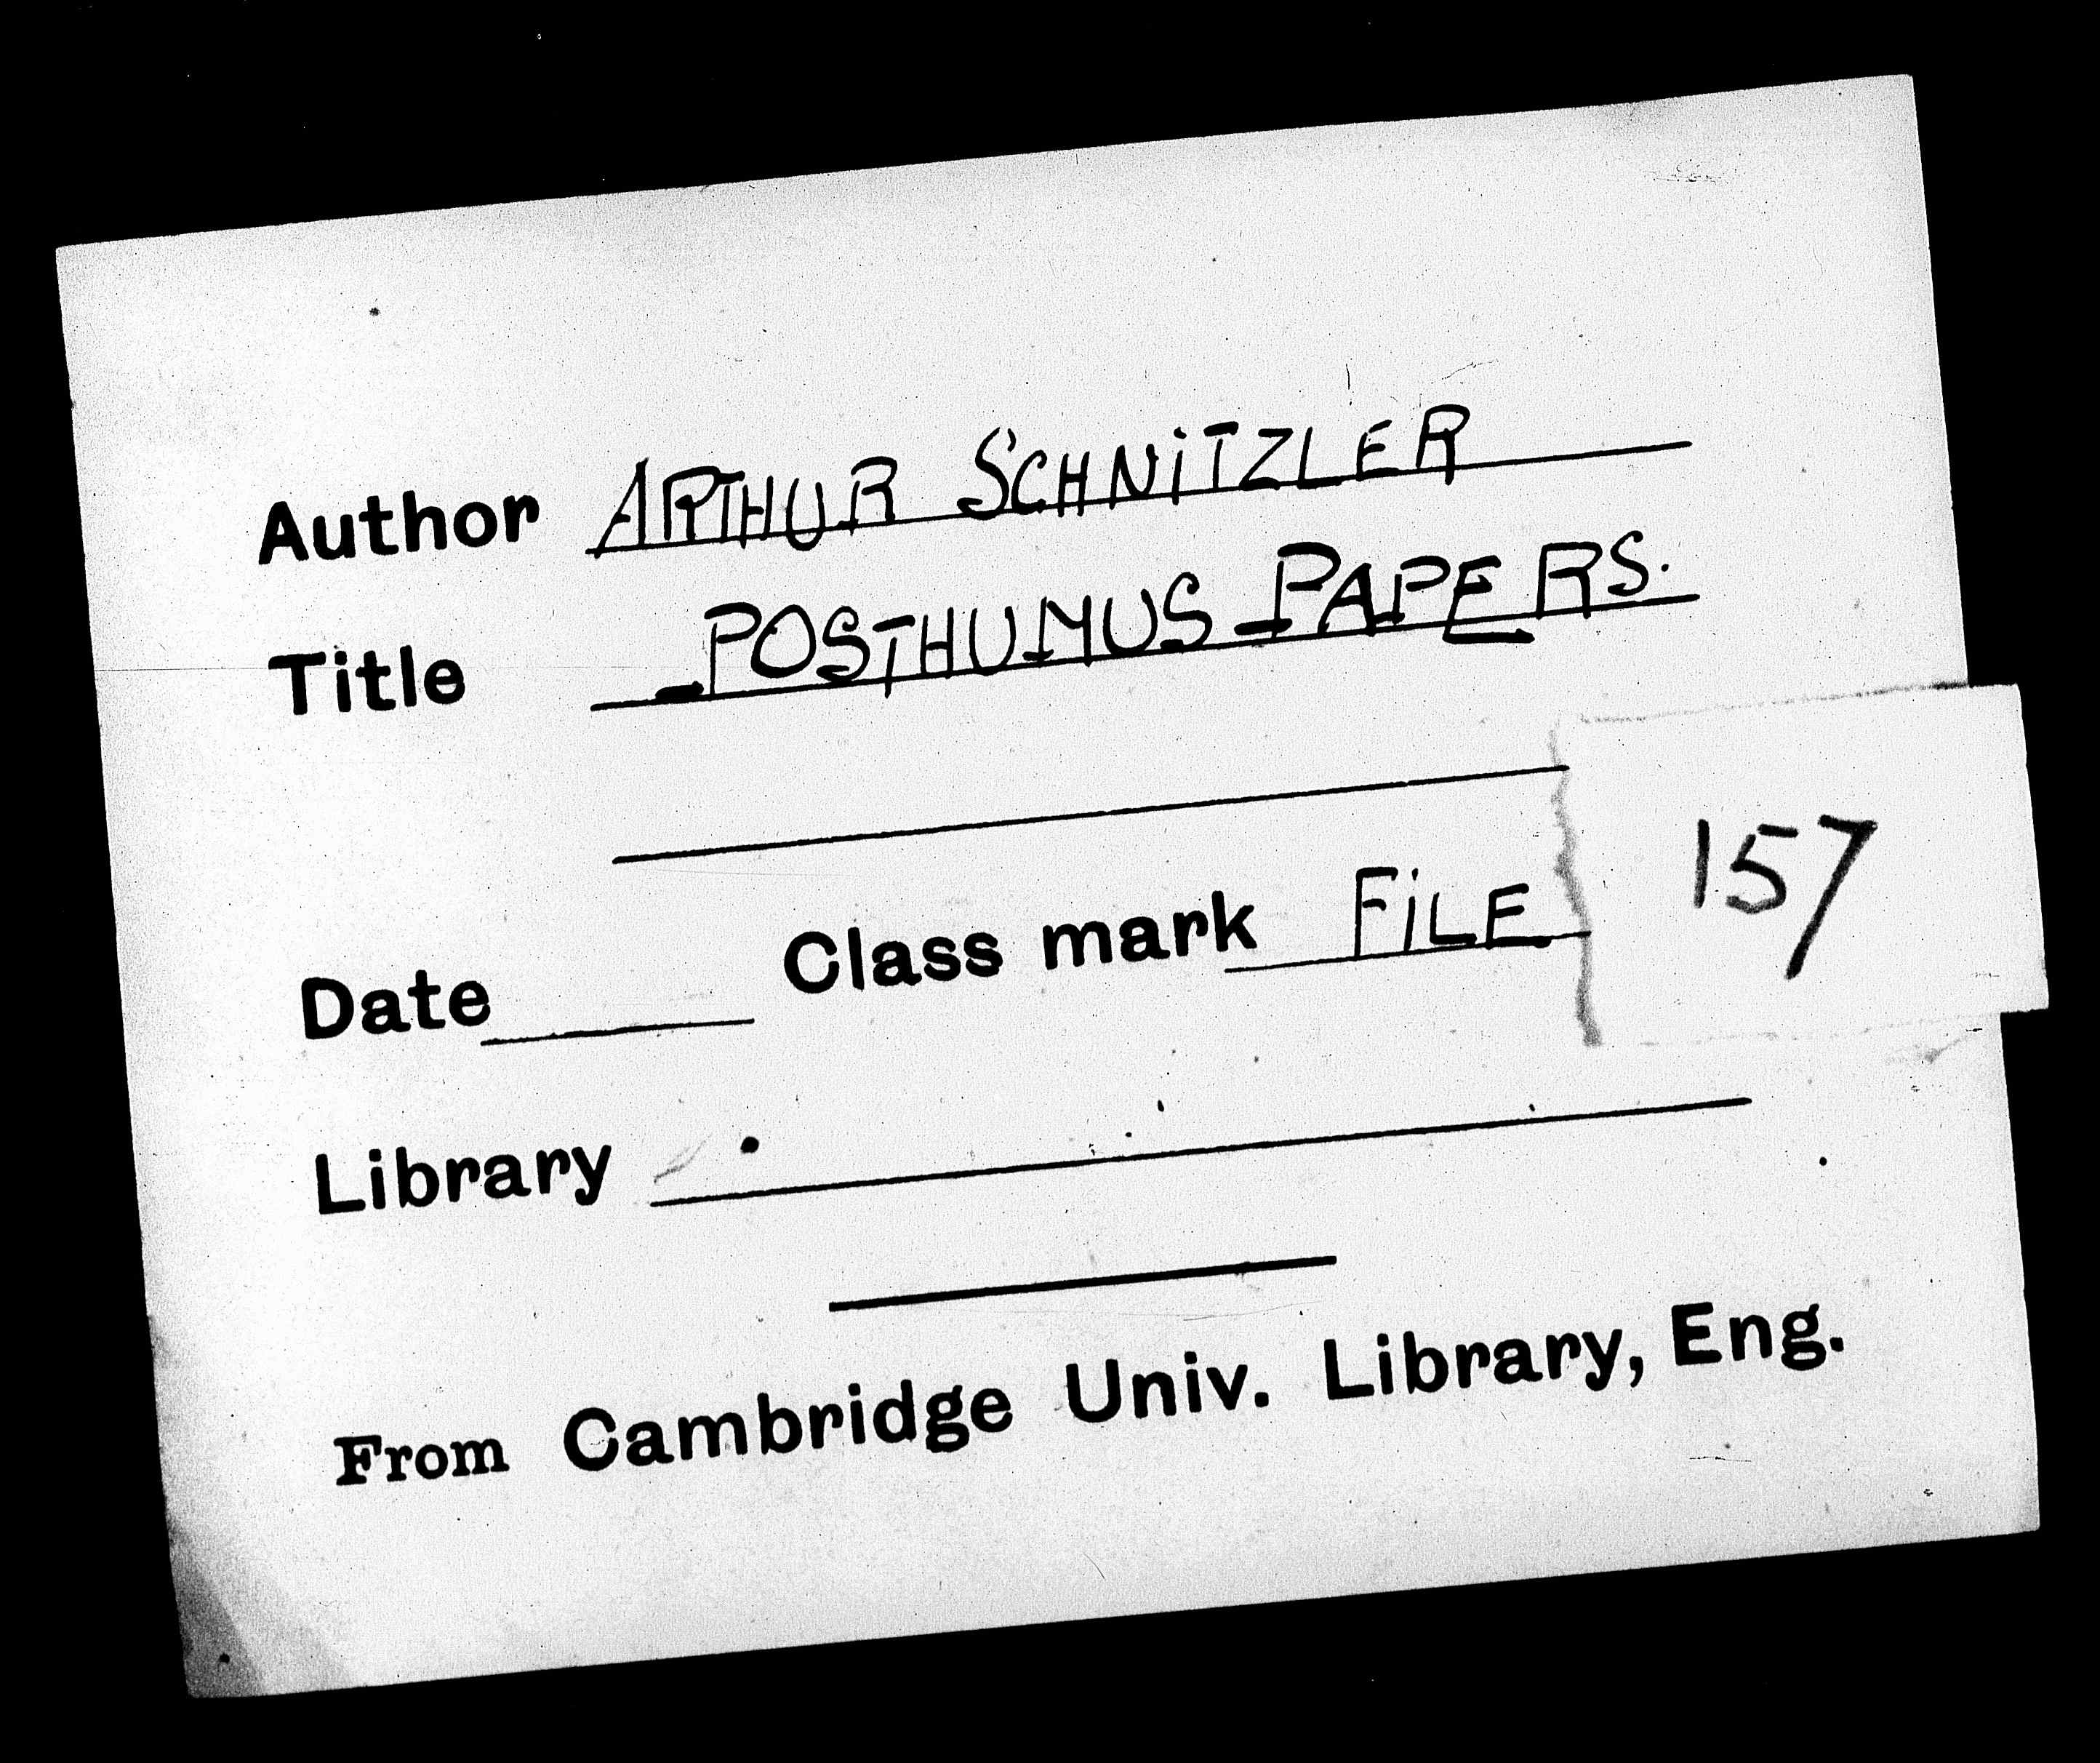 Author ARTHUR SCHNiTZLER
Title POSTHUMUS PAPERS.
Date Class mark FiLE 157
Library
From Cambridge Univ. Library, Eng.